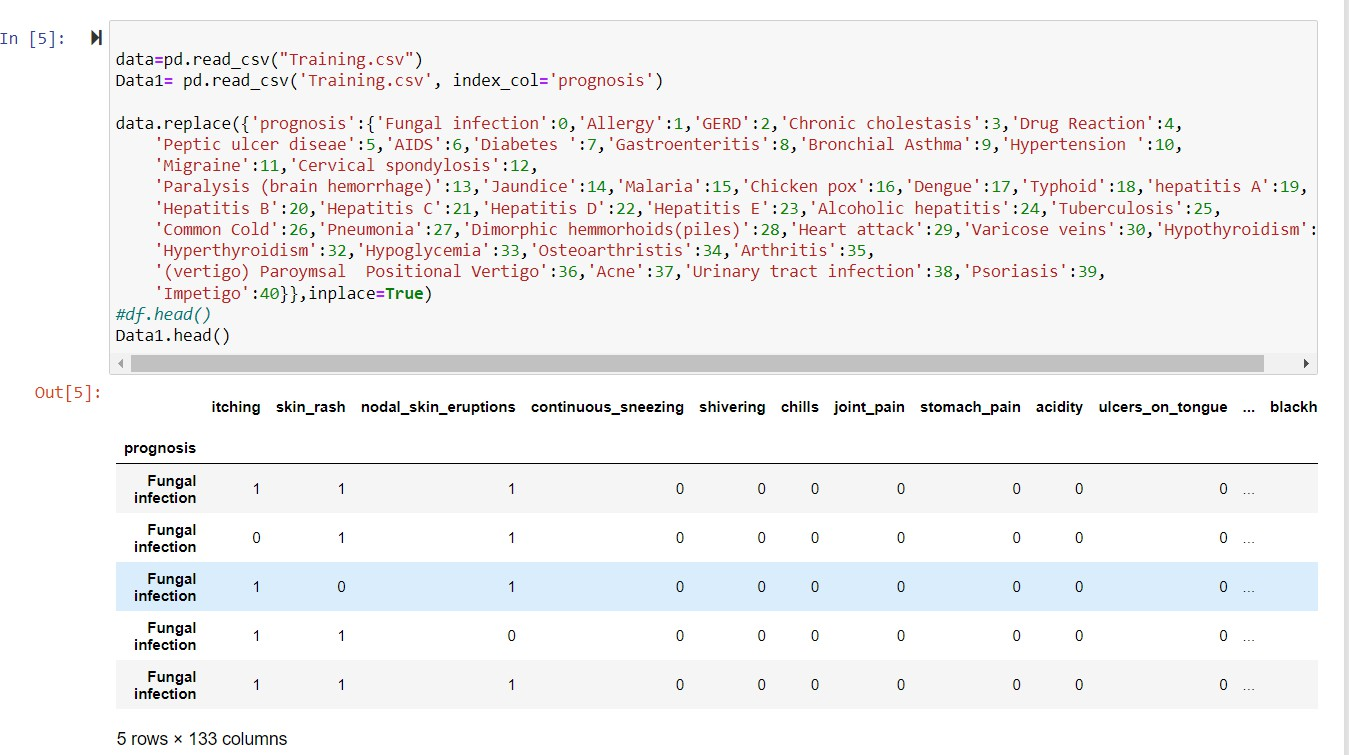 In [5]:
data=pd.read_csv("Training.csv")
Data1= pd.read_csv('Training.csv', index_col='prognosis')
data.replace({'prognosis':{'Fungal infection':0,'Allergy':1,'GERD':2,'Chronic cholestasis':3,'Drug Reaction':4,
'Peptic ulcer diseae':5,'AIDS':6,'Diabetes ':7,'Gastroenteritis':8,'Bronchial Asthma':9,'Hypertension ':10,
'Migraine':11,'Cervical spondylosis':12,
'Paralysis (brain hemorrhage)':13,'Jaundice':14,'Malaria':15,'Chicken pox':16,'Dengue':17,'Typhoid':18,'hepatitis A':19,
'Hepatitis B':20,'Hepatitis C':21,'Hepatitis D':22,'Hepatitis E':23,'Alcoholic hepatitis':24,'Tuberculosis':25,
'Common Cold':26,'Pneumonia':27,'Dimorphic hemmorhoids(piles)':28,'Heart attack':29,'Varicose veins':30,'Hypothyroidism':
'Hyperthyroidism':32,'Hypoglycemia':33,'Osteoarthristis':34,'Arthritis':35,
'(vertigo) Paroymsal  Positional Vertigo':36,'Acne':37,'Urinary tract infection':38,'Psoriasis':39,
'Impetigo':40}},inplace=True)
#df.head()
Data1.head()
Out[5]:
itching skin_rash nodal_skin_eruptions continuous_sneezing shivering chills joint_pain stomach_pain acidity ulcers_on_tongue ... blackh
prognosis
Fungal infection 1 1 1 0 0 0 0 0 0 0 ...
Fungal infection 0 1 1 0 0 0 0 0 0 0 ...
Fungal infection 1 0 1 0 0 0 0 0 0 0 ...
Fungal infection 1 1 0 0 0 0 0 0 0 0 ...
Fungal infection 1 1 1 0 0 0 0 0 0 0 ...
5 rows × 133 columns